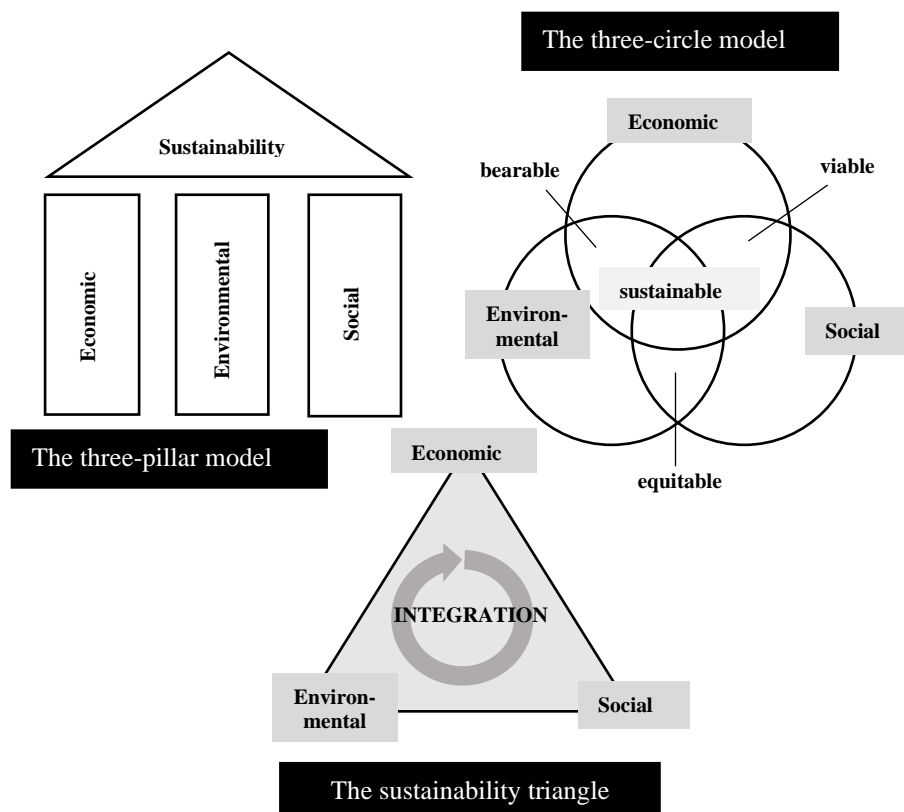 The three-circle model
Sustainability
Economic
Environmental
Social
The three-pillar model
Economic
bearable
viable
sustainable
Environ-
mental
Social
equitable
Economic
INTEGRATION
Environ-
mental
Social
The sustainability triangle